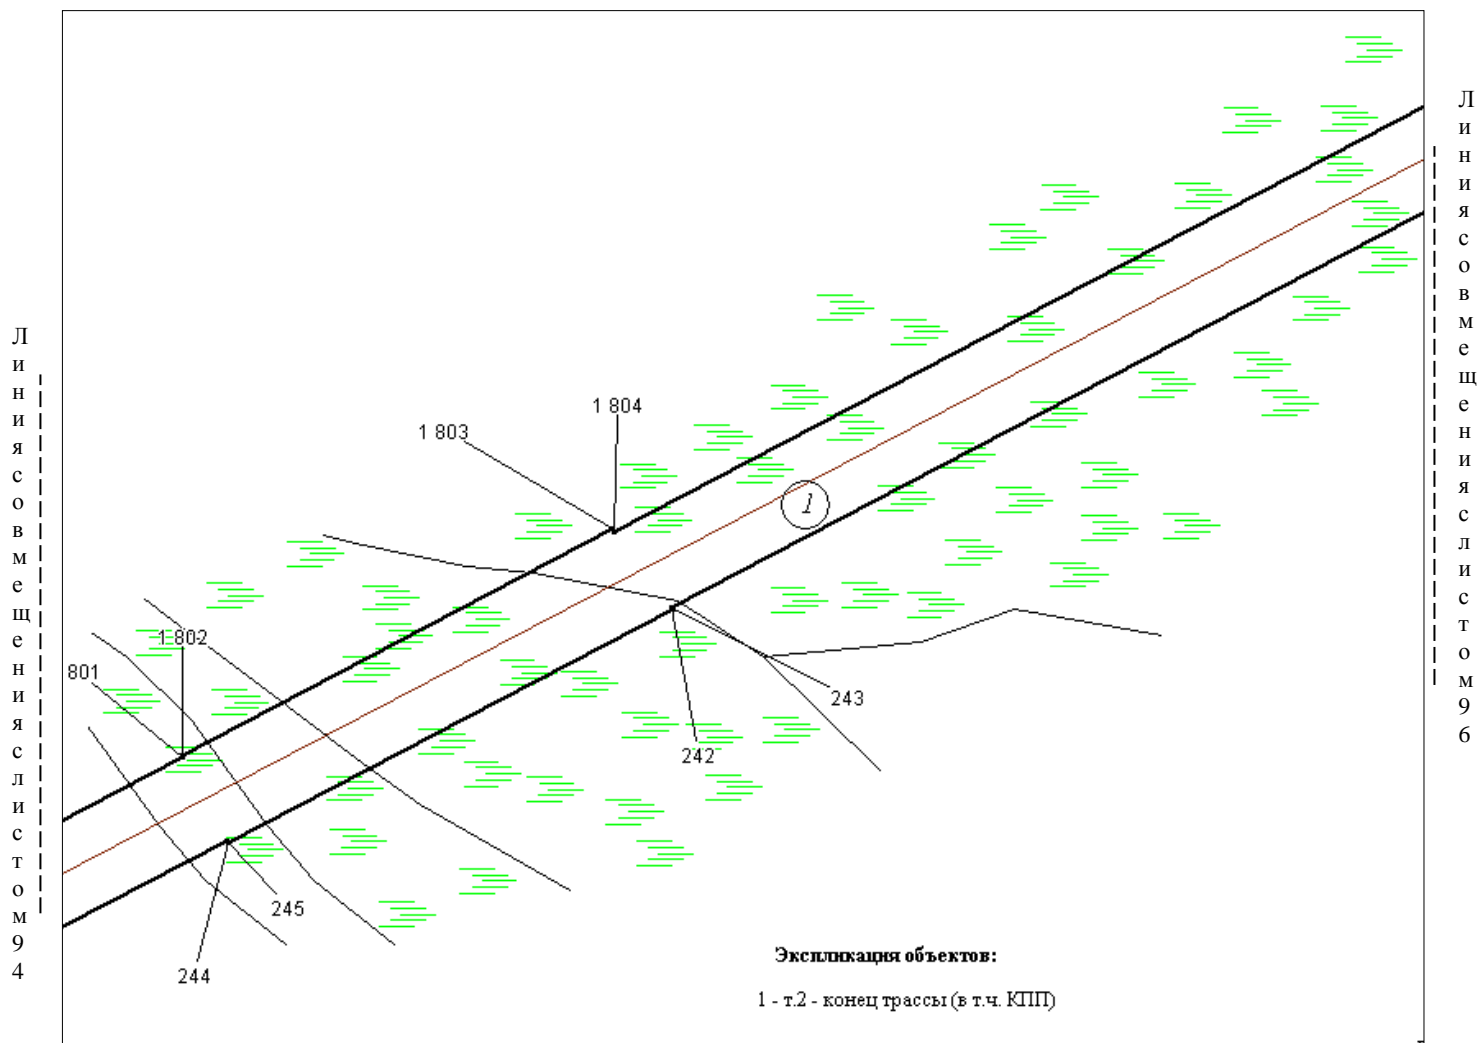 Линия совмещения с листом 94
Линия совмещения с листом 96
1 804
1 803
1 802
801
243
242
245
244
1
Экспликация объектов:
1 - т.2 - конец трассы (в т.ч. КПП)